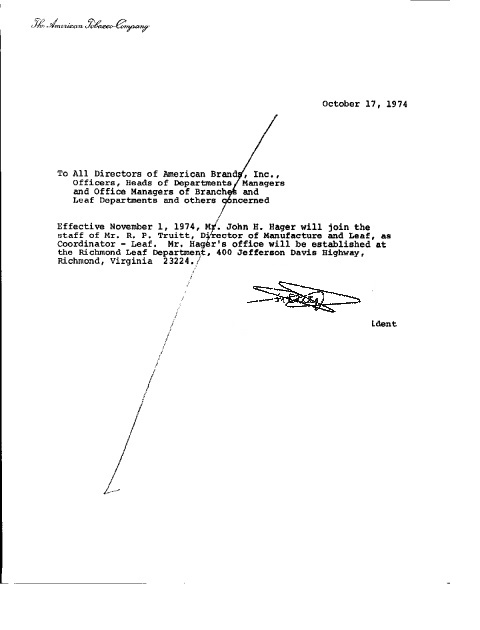 The American Tobacco Company
October 17, 1974
To All Directors of American Brands, Inc.,
Officers, Heads of Departments, Managers
and Office Managers of Branches and
Leaf Departments and others concerned
Effective November 1, 1974, Mr. John H. Hager will join the
staff of Mr. R. P. Truitt, Director of Manufacture and Leaf, as
Coordinator - Leaf. Mr. Hager's office will be established at
the Richmond Leaf Department, 400 Jefferson Davis Highway,
Richmond, Virginia 23224.
ident